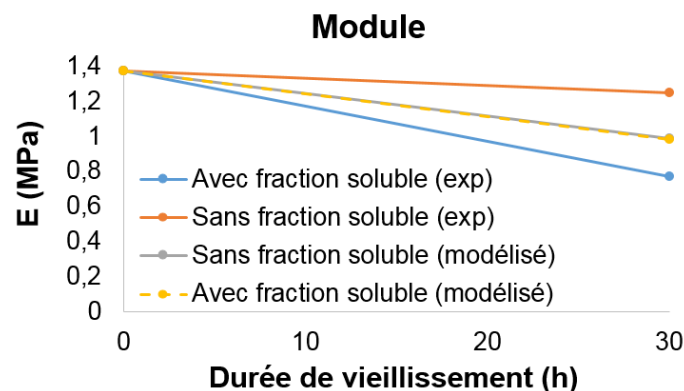 Module
1,4
1,2
1
0,8
0,6
0,4
0,2
0
E (MPa)
Avec fraction soluble (exp)
Sans fraction soluble (exp)
Sans fraction soluble (modélisé)
Avec fraction soluble (modélisé)
0 10 20 30
Durée de vieillissement (h)